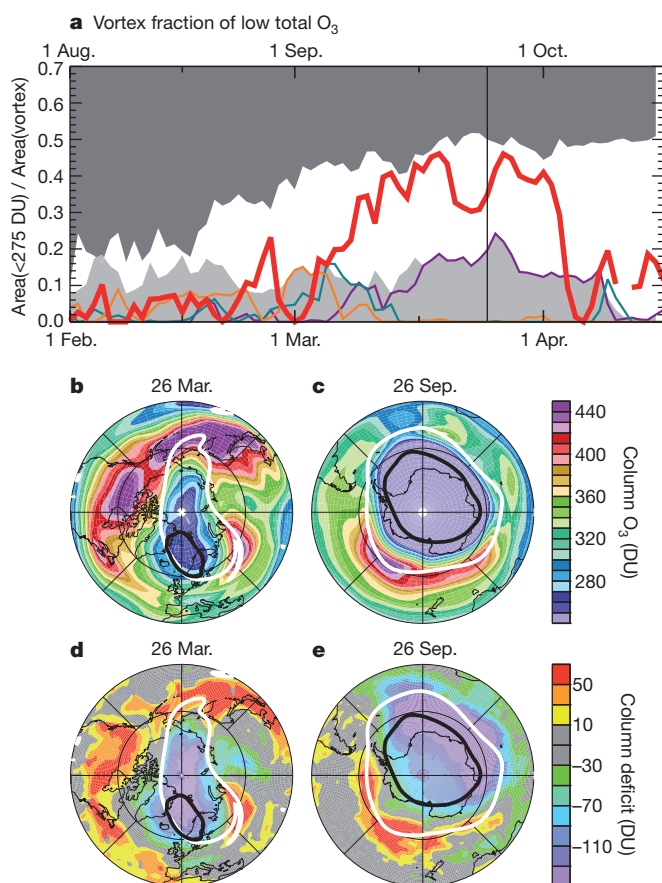 a Vortex fraction of low total O₃
1 Aug. 1 Sep. 1 Oct.
0.7
0.6
0.5
0.4
0.3
0.2
0.1
0.0
Area(<275 DU) / Area(vortex)
1 Feb. 1 Mar. 1 Apr.
b 26 Mar. c 26 Sep.
440
400
360
320
280
Column O₃ (DU)
d 26 Mar. e 26 Sep.
50
10
−30
−70
−110
Column deficit (DU)